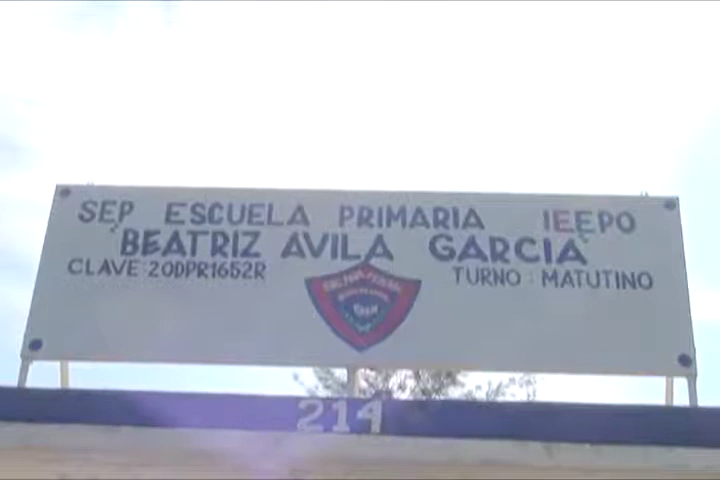 SEP ESCUELA PRIMARIA IEEPO
BEATRIZ AVILA GARCIA
CLAVE:20DPR1652R TURNO: MATUTINO
214